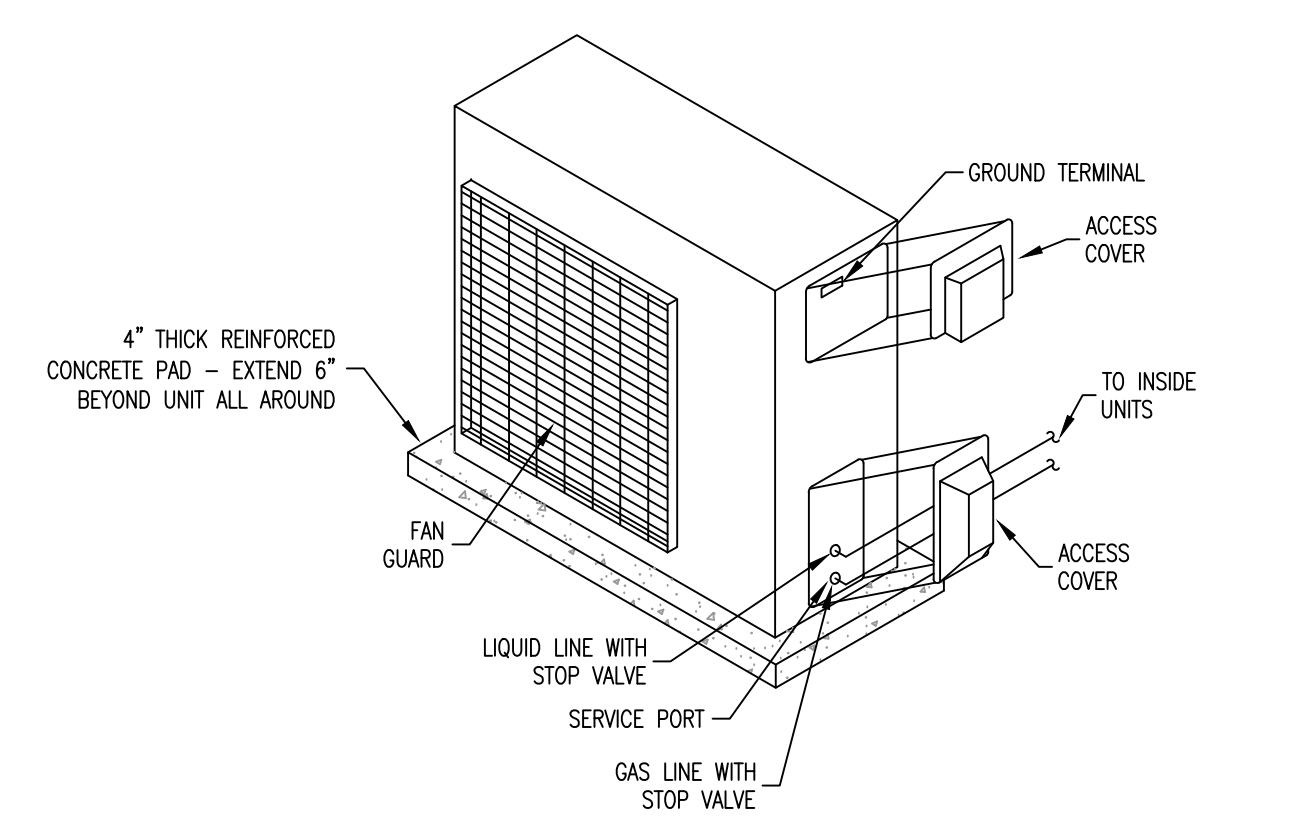 GROUND TERMINAL
ACCESS
COVER
4” THICK REINFORCED
CONCRETE PAD – EXTEND 6”
BEYOND UNIT ALL AROUND
TO INSIDE
UNITS
FAN
GUARD
ACCESS
COVER
LIQUID LINE WITH
STOP VALVE
SERVICE PORT
GAS LINE WITH
STOP VALVE